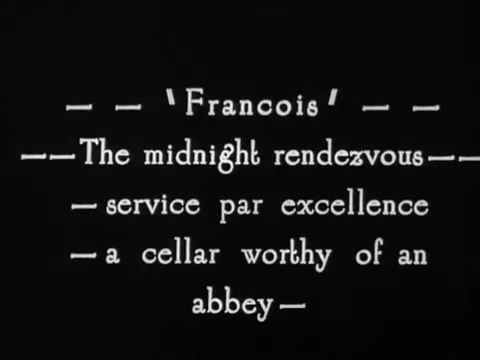 — — "Francois" — —
——The midnight rendezvous——
—service par excellence
—a cellar worthy of an
abbey—